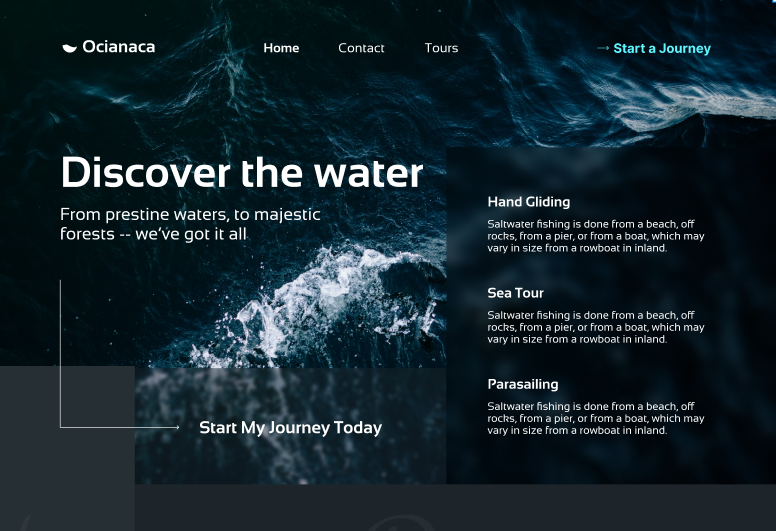 Ocianaca
Home
Contact
Tours
→ Start a Journey
Discover the water
From prestine waters, to majestic
forests -- we've got it all
Hand Gliding
Saltwater fishing is done from a beach, off
rocks, from a pier, or from a boat, which may
vary in size from a rowboat in inland.
Sea Tour
Saltwater fishing is done from a beach, off
rocks, from a pier, or from a boat, which may
vary in size from a rowboat in inland.
Parasailing
Saltwater fishing is done from a beach, off
rocks, from a pier, or from a boat, which may
vary in size from a rowboat in inland.
Start My Journey Today